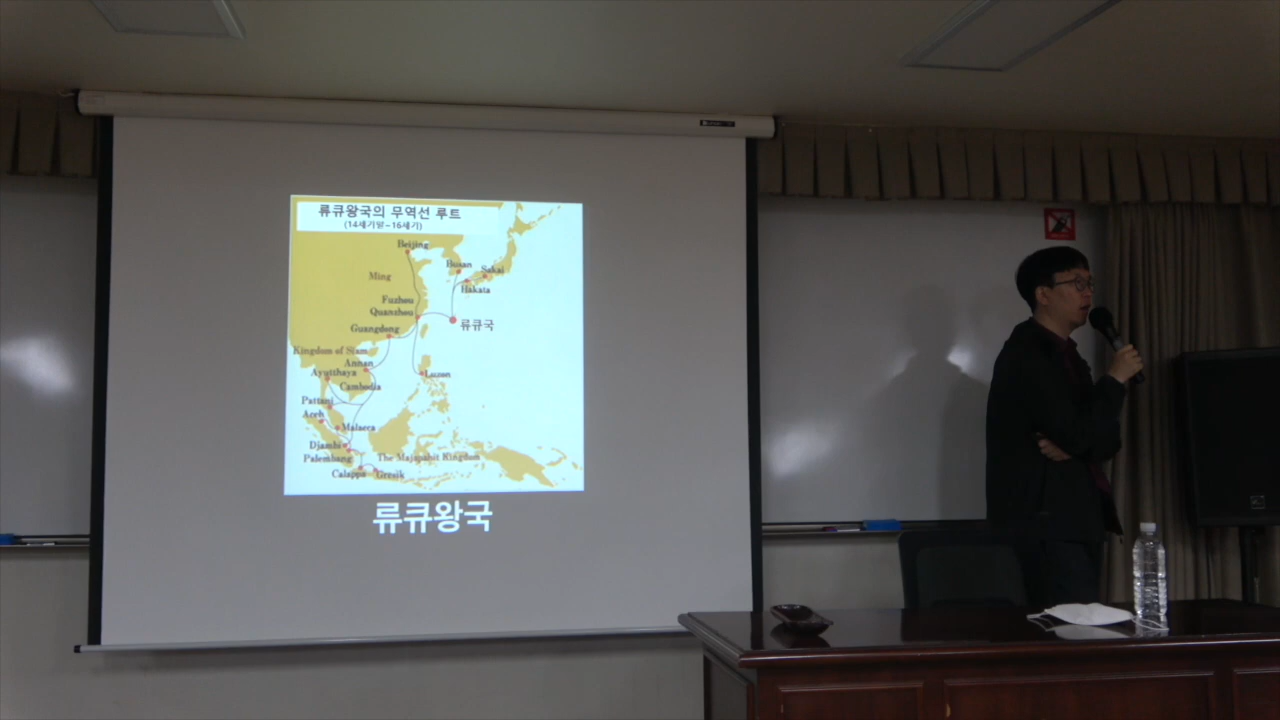 류큐왕국의 무역선 루트
(14세기말~16세기)
Beijing
Busan
Sakai
Ming
Hakata
Fuzhou
Quanzhou
류큐국
Guangdong
Kingdom of Siam
Annan
Ayutthaya
Luzon
Cambodia
Pattani
Aceh
Malacca
Djambi
Palembang
The Majapahit Kingdom
Calappa
Gresik
류큐왕국